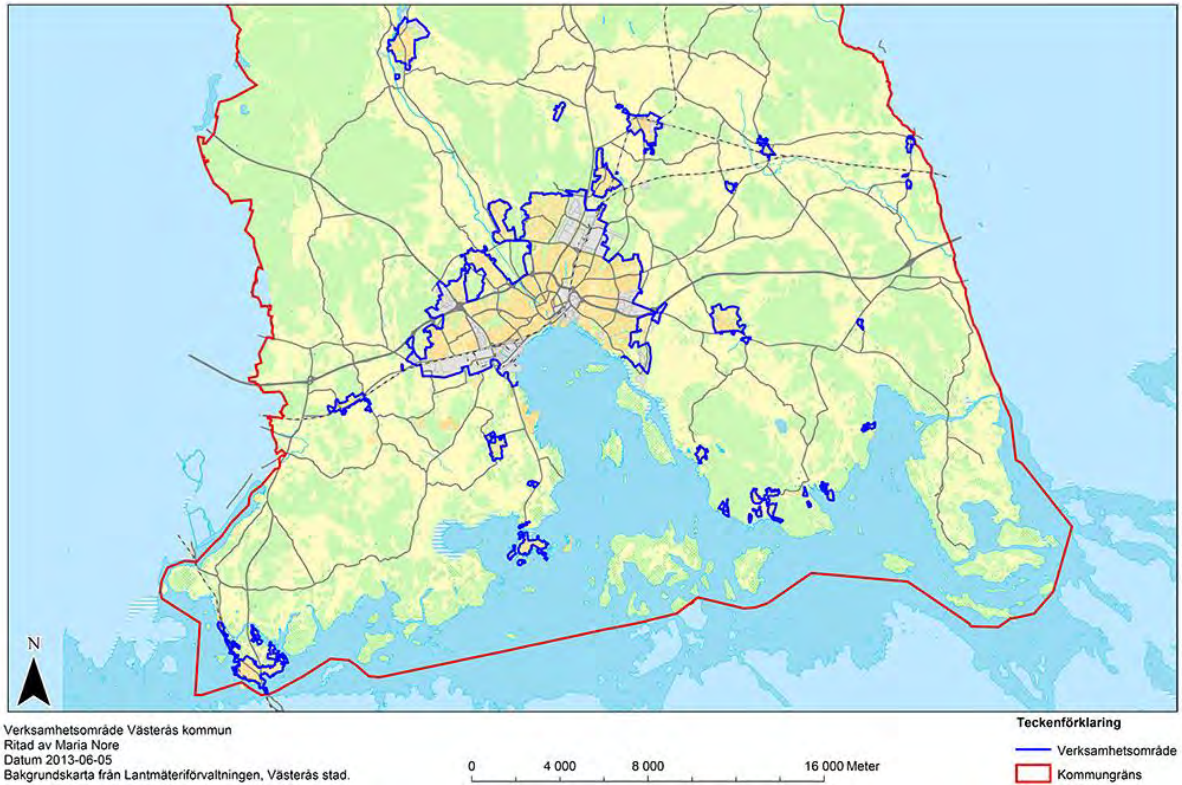 N
Verksamhetsområde Västerås kommun
Ritad av Maria Nore
Datum 2013-06-05
Bakgrundskarta från Lantmäteriförvaltningen, Västerås stad.
0 4 000 8 000 16 000 Meter
Teckenförklaring
Verksamhetsområde
Kommungräns